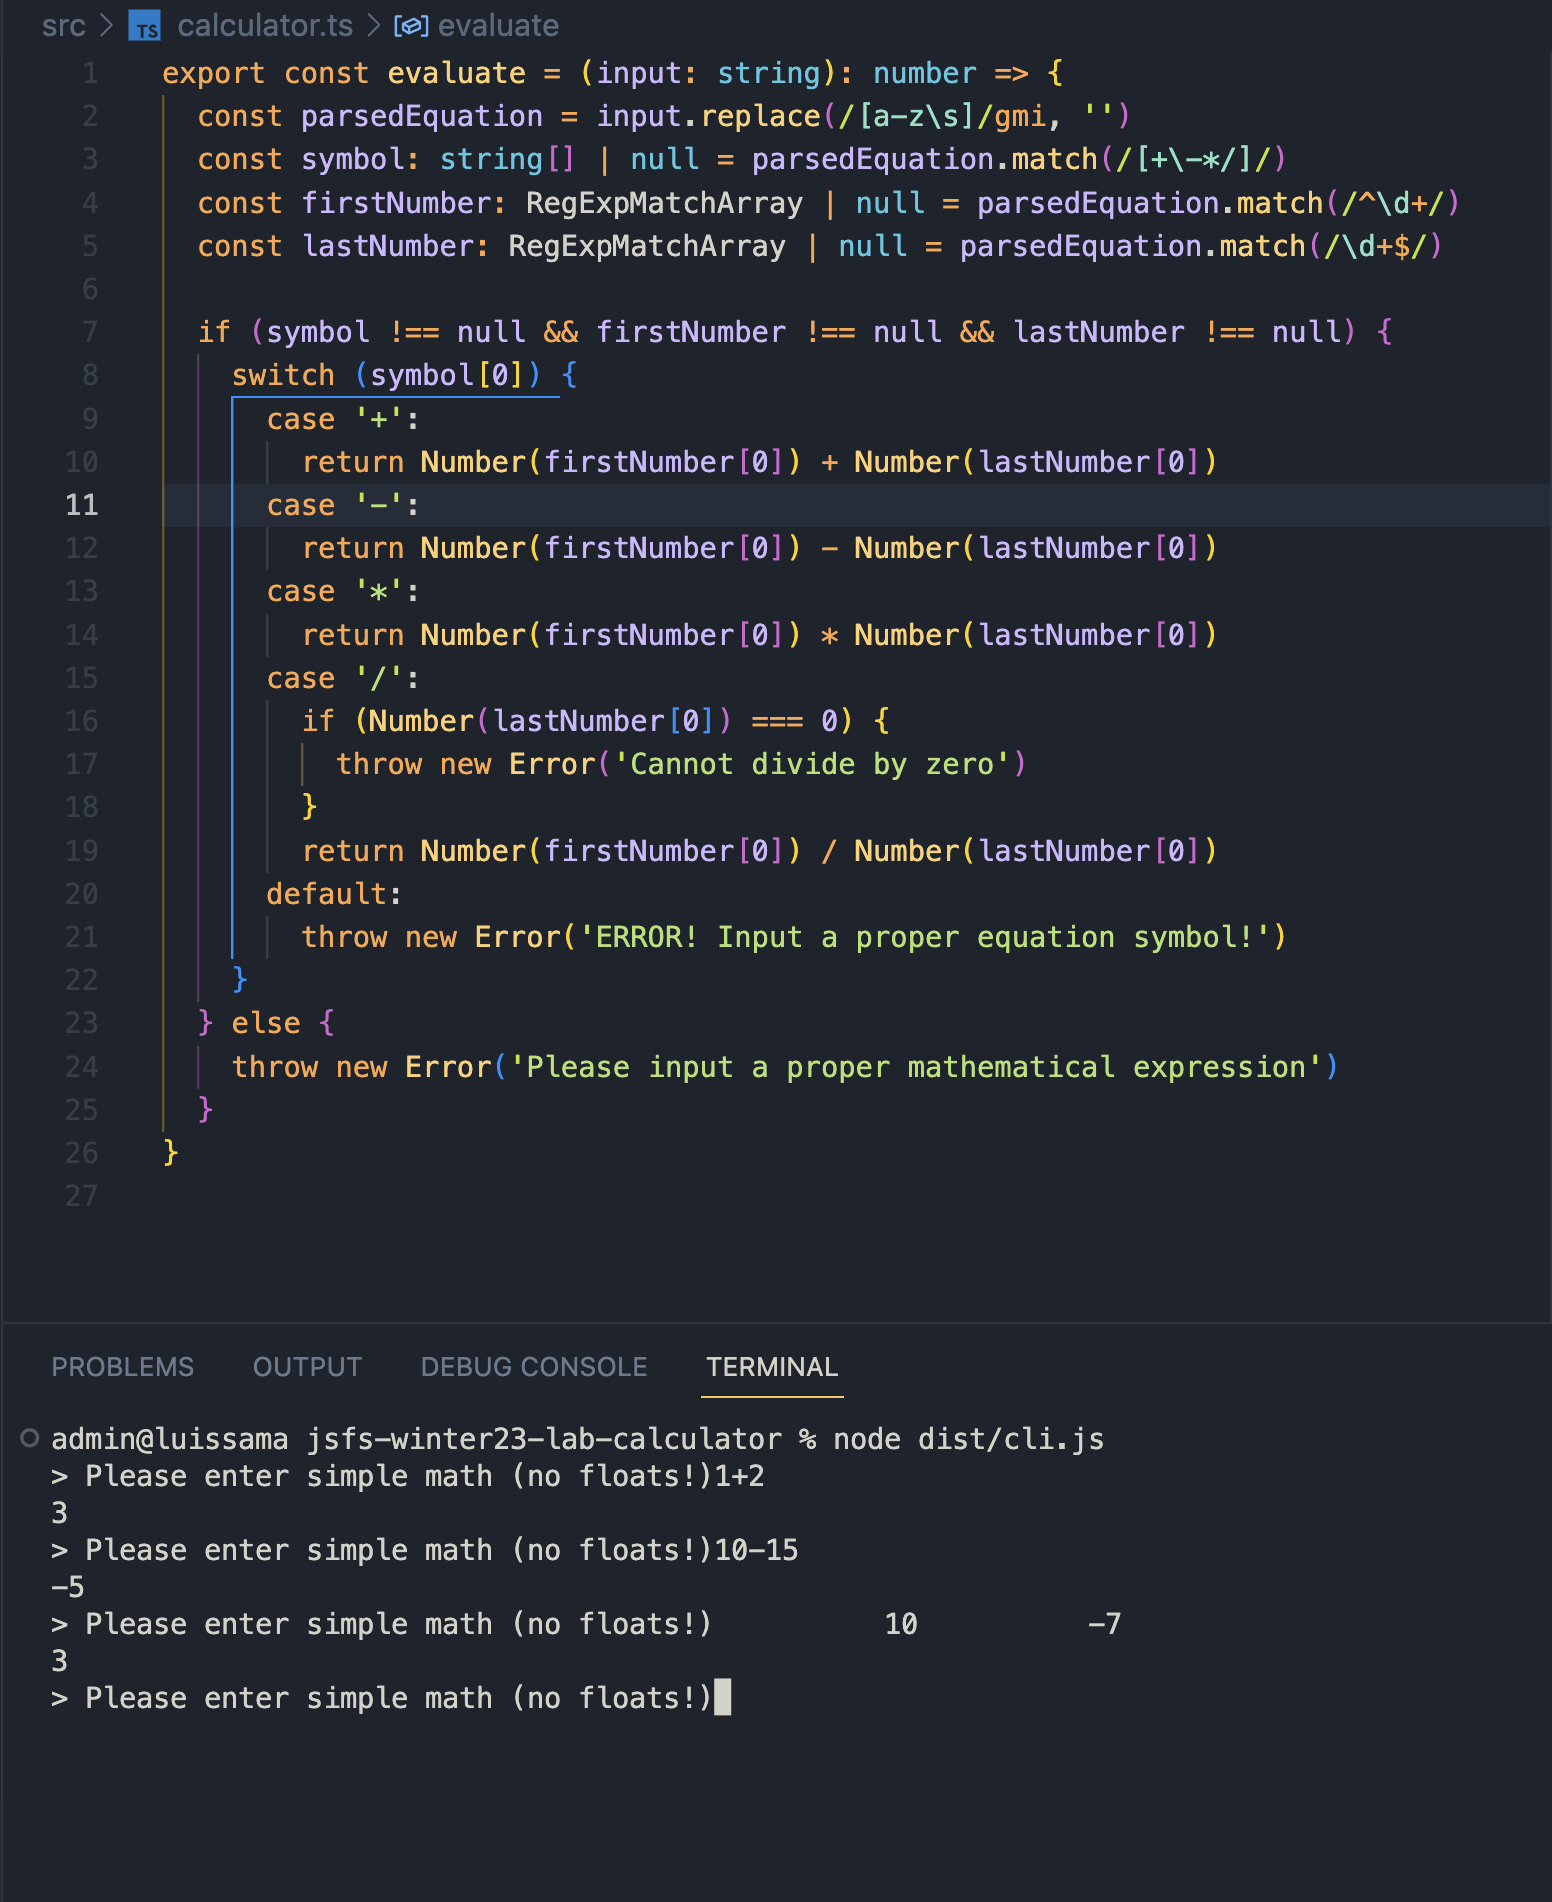 src > TS calculator.ts > evaluate
1 export const evaluate = (input: string): number => {
2   const parsedEquation = input.replace(/[a-z\s]/gmi, '')
3   const symbol: string[] | null = parsedEquation.match(/[+\-*/]/)
4   const firstNumber: RegExpMatchArray | null = parsedEquation.match(/^\d+/)
5   const lastNumber: RegExpMatchArray | null = parsedEquation.match(/\d+$/)
6
7   if (symbol !== null && firstNumber !== null && lastNumber !== null) {
8     switch (symbol[0]) {
9       case '+':
10         return Number(firstNumber[0]) + Number(lastNumber[0])
11       case '-':
12         return Number(firstNumber[0]) - Number(lastNumber[0])
13       case '*':
14         return Number(firstNumber[0]) * Number(lastNumber[0])
15       case '/':
16         if (Number(lastNumber[0]) === 0) {
17           throw new Error('Cannot divide by zero')
18         }
19         return Number(firstNumber[0]) / Number(lastNumber[0])
20       default:
21         throw new Error('ERROR! Input a proper equation symbol!')
22     }
23   } else {
24     throw new Error('Please input a proper mathematical expression')
25   }
26 }
27
PROBLEMS OUTPUT DEBUG CONSOLE TERMINAL
admin@luissama jsfs-winter23-lab-calculator % node dist/cli.js
> Please enter simple math (no floats!)1+2
3
> Please enter simple math (no floats!)10-15
-5
> Please enter simple math (no floats!)          10          -7
3
> Please enter simple math (no floats!)